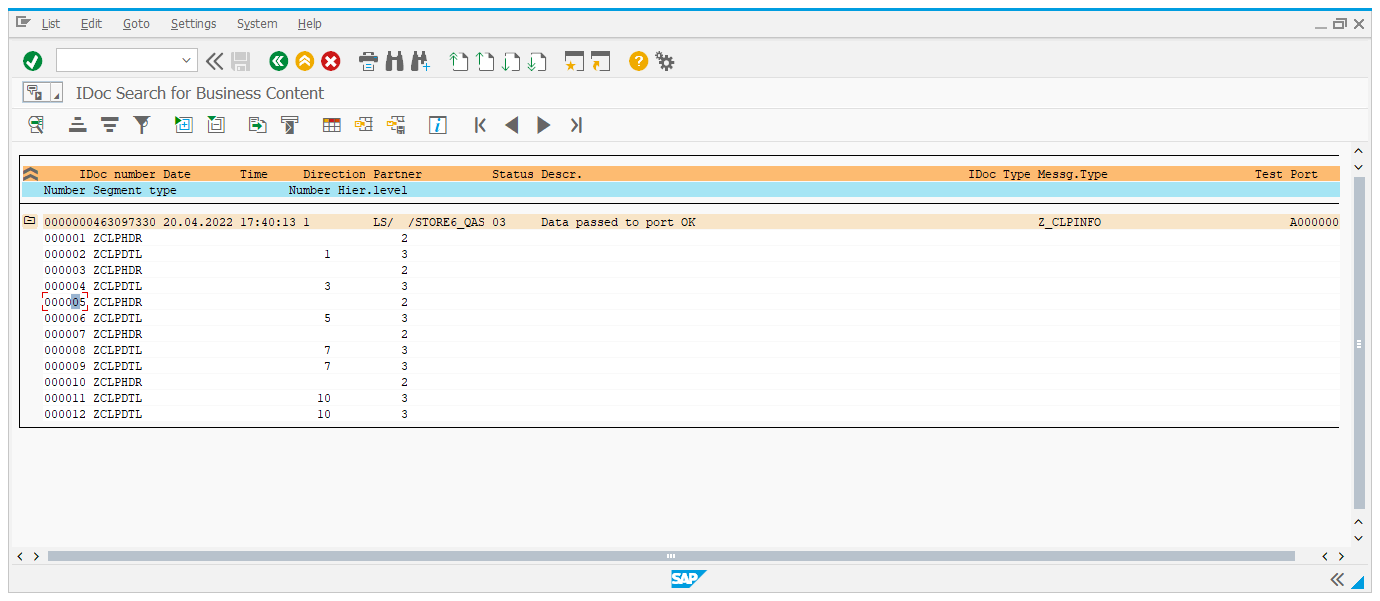 List Edit Goto Settings System Help
IDoc Search for Business Content
IDoc number Date Time Direction Partner Status Descr. IDoc Type Messg.Type Test Port
Number Segment type Number Hier.level
0000000463097330 20.04.2022 17:40:13 1 LS/ /STORE6_QAS 03 Data passed to port OK Z_CLPINFO A000000
000001 ZCLPHDR 2
000002 ZCLPDTL 1 3
000003 ZCLPHDR 2
000004 ZCLPDTL 3 3
000005 ZCLPHDR 2
000006 ZCLPDTL 5 3
000007 ZCLPHDR 2
000008 ZCLPDTL 7 3
000009 ZCLPDTL 7 3
000010 ZCLPHDR 2
000011 ZCLPDTL 10 3
000012 ZCLPDTL 10 3
SAP